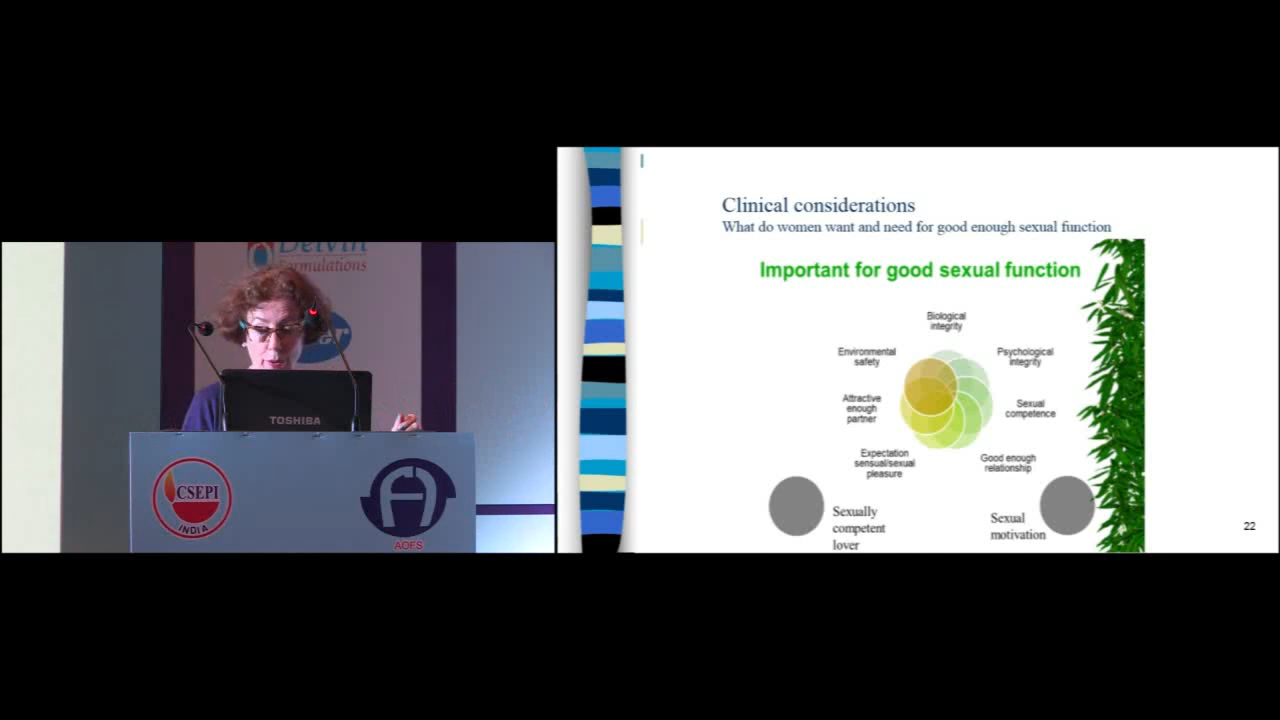 Delvin
Formulations
TOSHIBA
CSEPI
INDIA
AOFS
Clinical considerations
What do women want and need for good enough sexual function
Important for good sexual function
Biological
integrity
Environmental
safety
Psychological
integrity
Attractive
enough
partner
Sexual
competence
Expectation
sensual/sexual
pleasure
Good enough
relationship
Sexually
competent
lover
Sexual
motivation
22